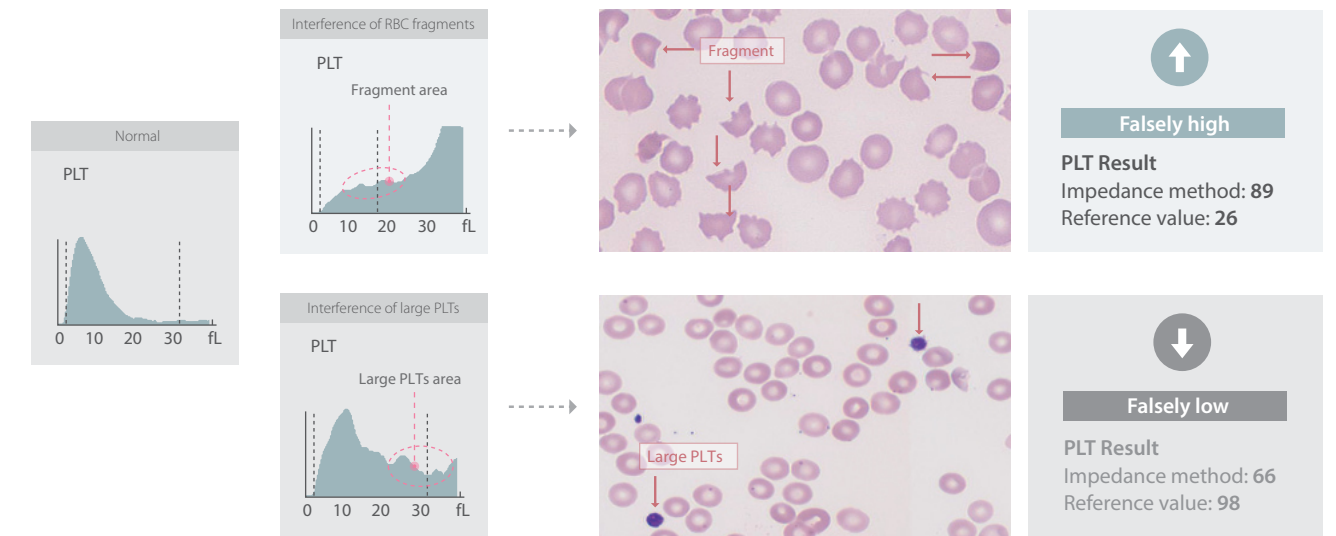 Normal
PLT
0 10 20 30 fL
Interference of RBC fragments
PLT
Fragment area
0 10 20 30 fL
Fragment
Falsely high
PLT Result
Impedance method: 89
Reference value: 26
Interference of large PLTs
PLT
Large PLTs area
0 10 20 30 fL
Large PLTs
Falsely low
PLT Result
Impedance method: 66
Reference value: 98